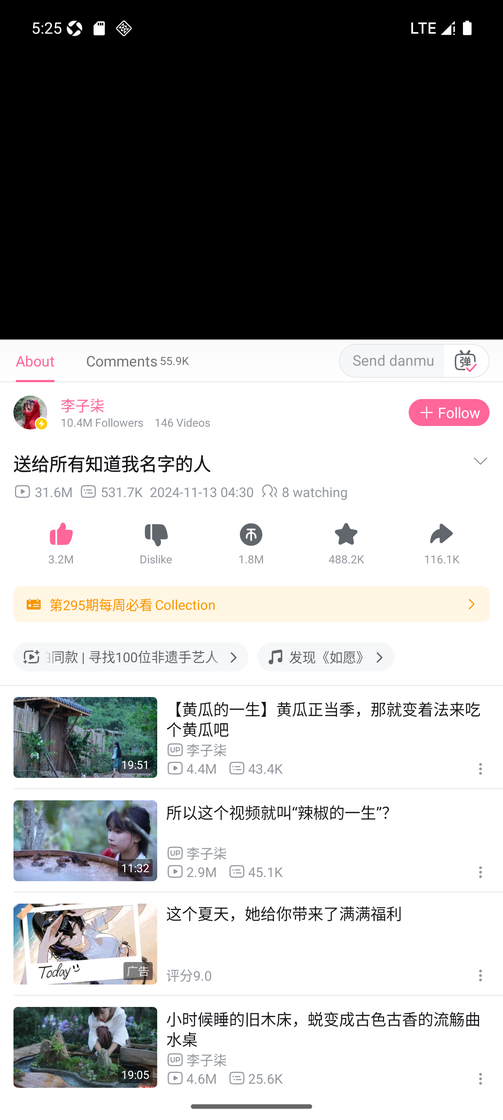 5:25
LTE
About
Comments 55.9K
Send danmu
弹
李子柒
10.4M Followers 146 Videos
+ Follow
送给所有知道我名字的人
31.6M 531.7K 2024-11-13 04:30 8 watching
3.2M
Dislike
1.8M
488.2K
116.1K
第295期每周必看 Collection
同款 | 寻找100位非遗手艺人
发现《如愿》
【黄瓜的一生】黄瓜正当季，那就变着法来吃
个黄瓜吧
19:51
UP 李子柒
4.4M 43.4K
所以这个视频就叫“辣椒的一生”？
11:32
UP 李子柒
2.9M 45.1K
这个夏天，她给你带来了满满福利
Today
广告
评分9.0
小时候睡的旧木床，蜕变成古色古香的流觞曲
水桌
19:05
UP 李子柒
4.6M 25.6K